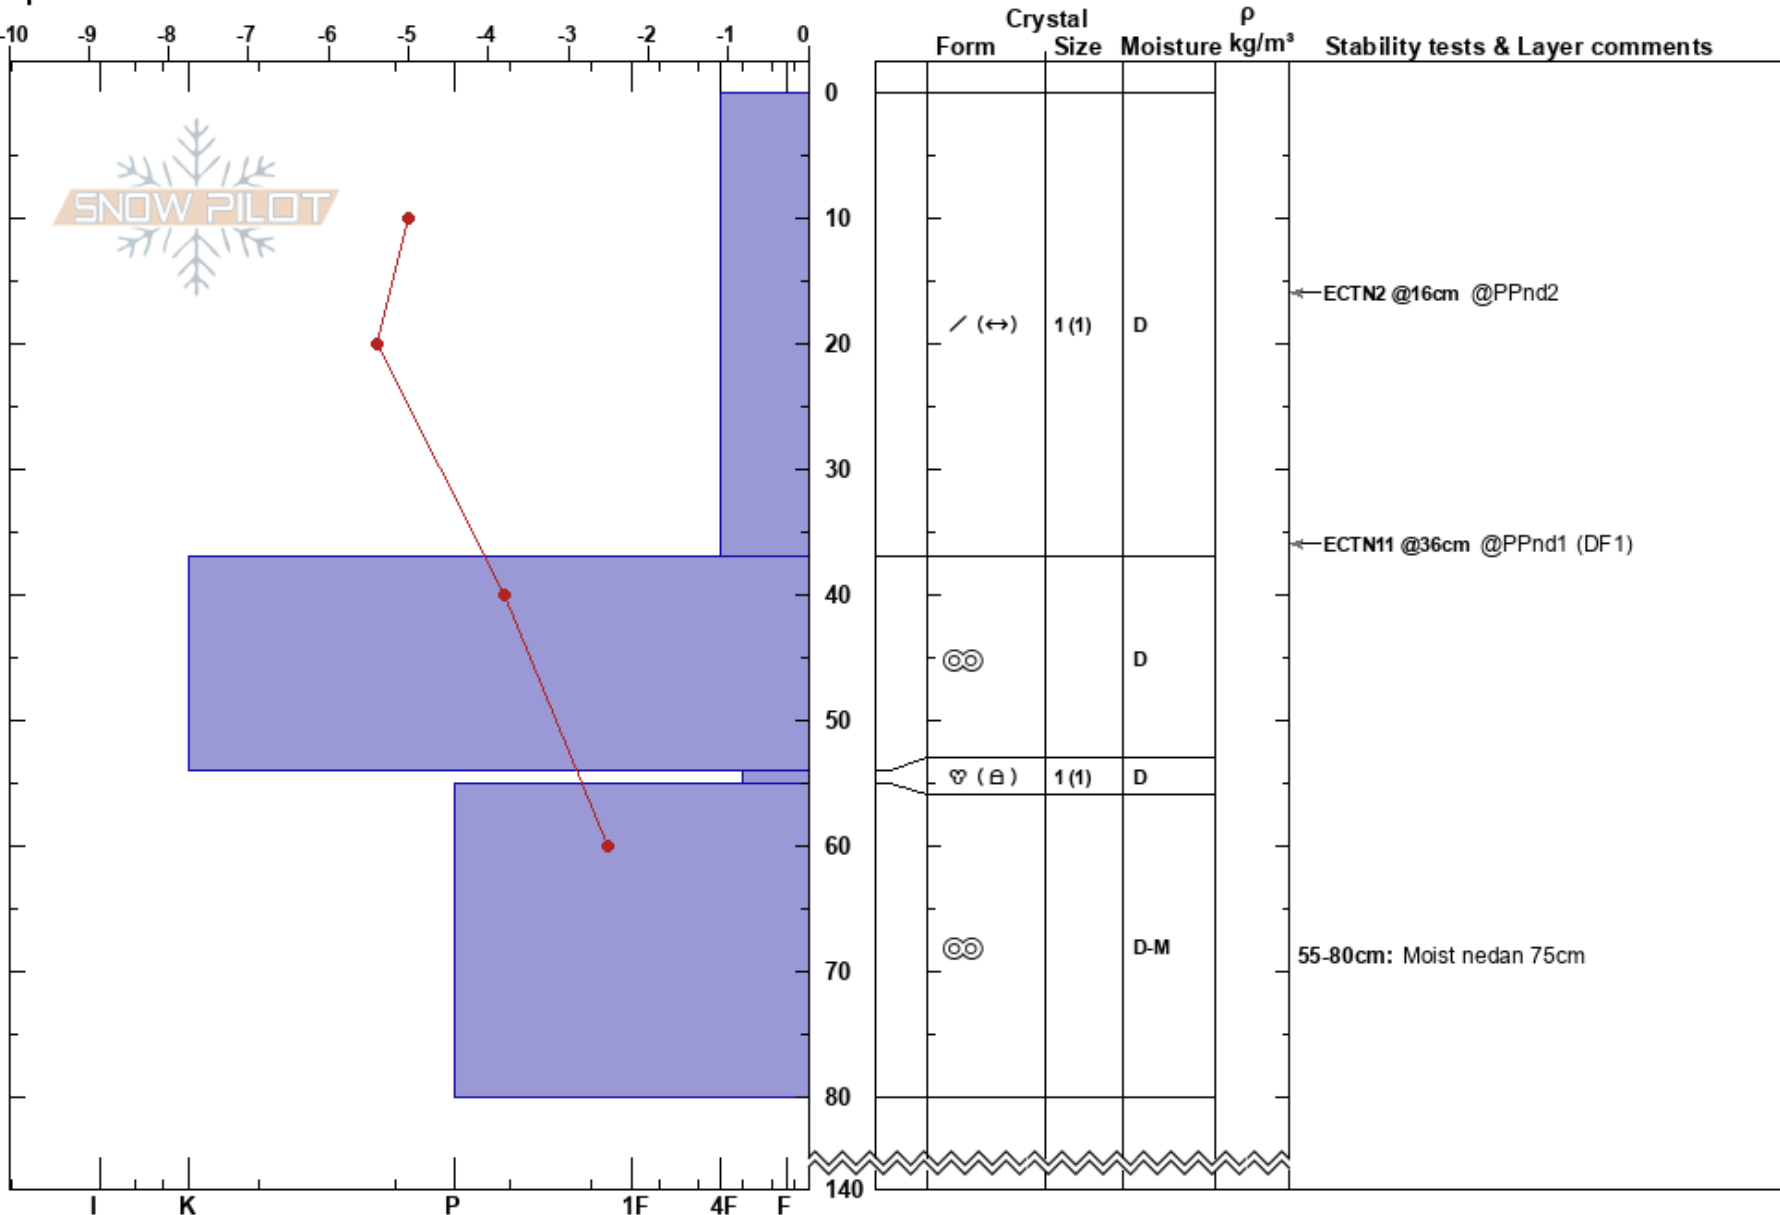 -10 -9 -8 -7 -6 -5 -4 -3 -2 -1 0
Crystal
Form Size Moisture ρ kg/m³ Stability tests & Layer comments
0
10
SNOW PILOT
ECTN2 @16cm @PPnd2
/ (↔) 1 (1) D
20
30
ECTN11 @36cm @PPnd1 (DF1)
40
D
50
1 (1) D
60
D-M
55-80cm: Moist nedan 75cm
70
80
140
I K P 1F 4F F